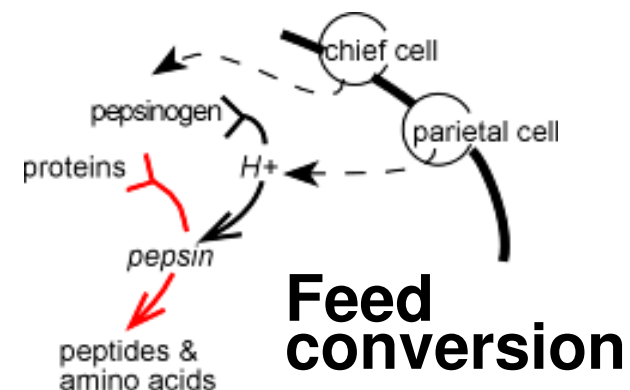 chief cell
pepsinogen
parietal cell
proteins
H+
pepsin
Feed
conversion
peptides &
amino acids